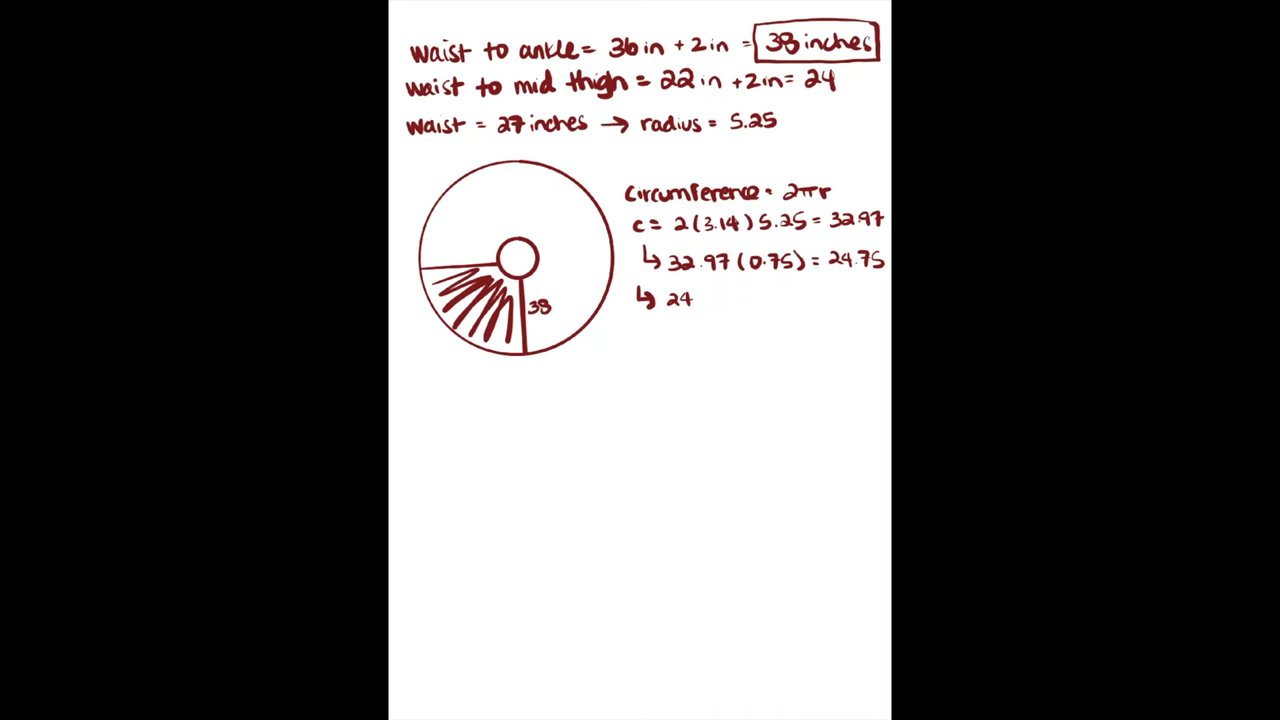 waist to ankle = 36 in + 2 in = 38 inches
waist to mid thigh = 22 in + 2 in = 24
waist = 27 inches → radius = 5.25
circumference = 2πr
c = 2(3.14)5.25 = 32.97
↳ 32.97(0.75) = 24.75
↳ 24
38